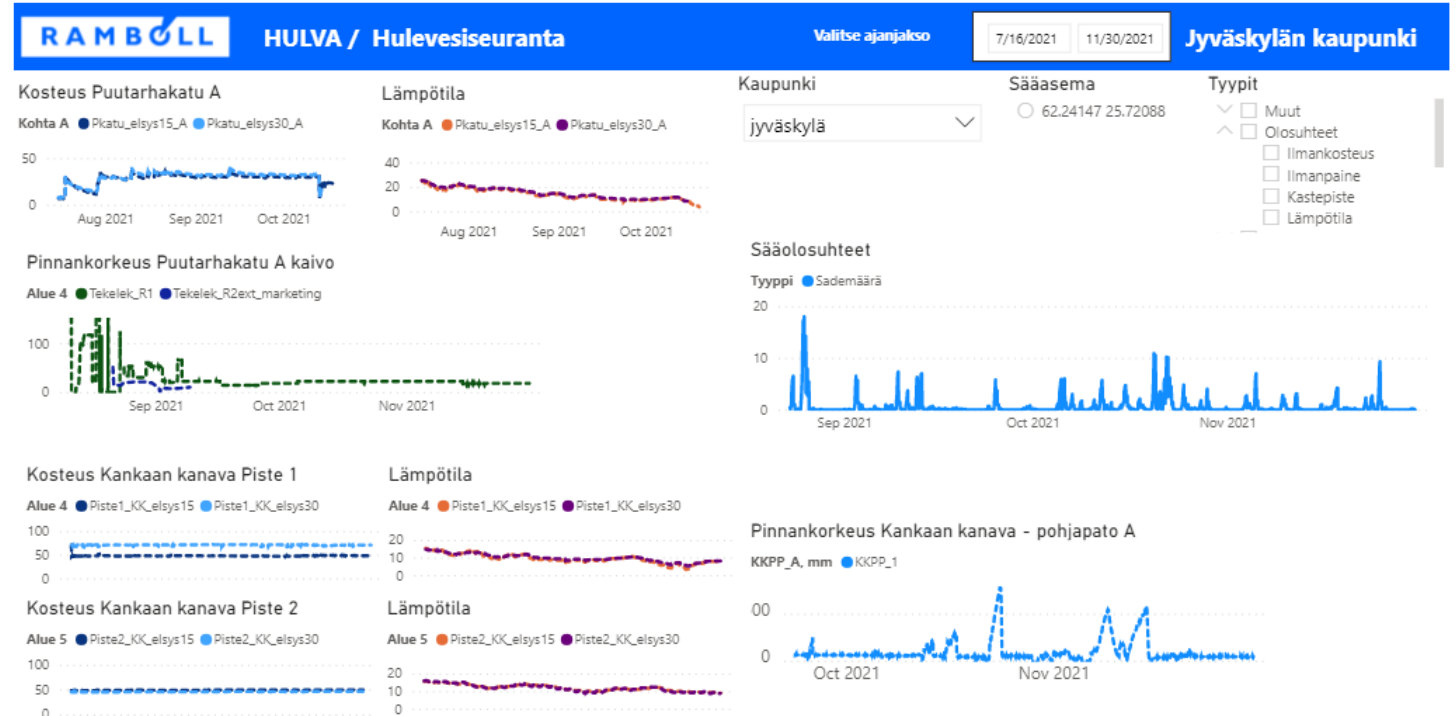 RAMBOLL
HULVA / Hulevesiseuranta
Valitse ajanjakso
7/16/2021
11/30/2021
Jyväskylän kaupunki
Kosteus Puutarhakatu A
Kohta A Pkatu_elsys15_A Pkatu_elsys30_A
50
0
Aug 2021 Sep 2021 Oct 2021
Lämpötila
Kohta A Pkatu_elsys15_A Pkatu_elsys30_A
40
20
0
Aug 2021 Sep 2021 Oct 2021
Kaupunki
jyväskylä
Sääasema
62.24147 25.72088
Tyypit
Muut
Olosuhteet
Ilmankosteus
Ilmanpaine
Kastepiste
Lämpötila
Pinnankorkeus Puutarhakatu A kaivo
Alue 4 Tekelek_R1 Tekelek_R2ext_marketing
100
0
Sep 2021 Oct 2021 Nov 2021
Sääolosuhteet
Tyyppi Sademäärä
20
10
0
Sep 2021 Oct 2021 Nov 2021
Kosteus Kankaan kanava Piste 1
Alue 4 Piste1_KK_elsys15 Piste1_KK_elsys30
100
50
0
Lämpötila
Alue 4 Piste1_KK_elsys15 Piste1_KK_elsys30
20
10
0
Pinnankorkeus Kankaan kanava - pohjapato A
KKPP_A, mm KKPP_1
00
0
Oct 2021 Nov 2021
Kosteus Kankaan kanava Piste 2
Alue 5 Piste2_KK_elsys15 Piste2_KK_elsys30
100
50
0
Lämpötila
Alue 5 Piste2_KK_elsys15 Piste2_KK_elsys30
20
10
0